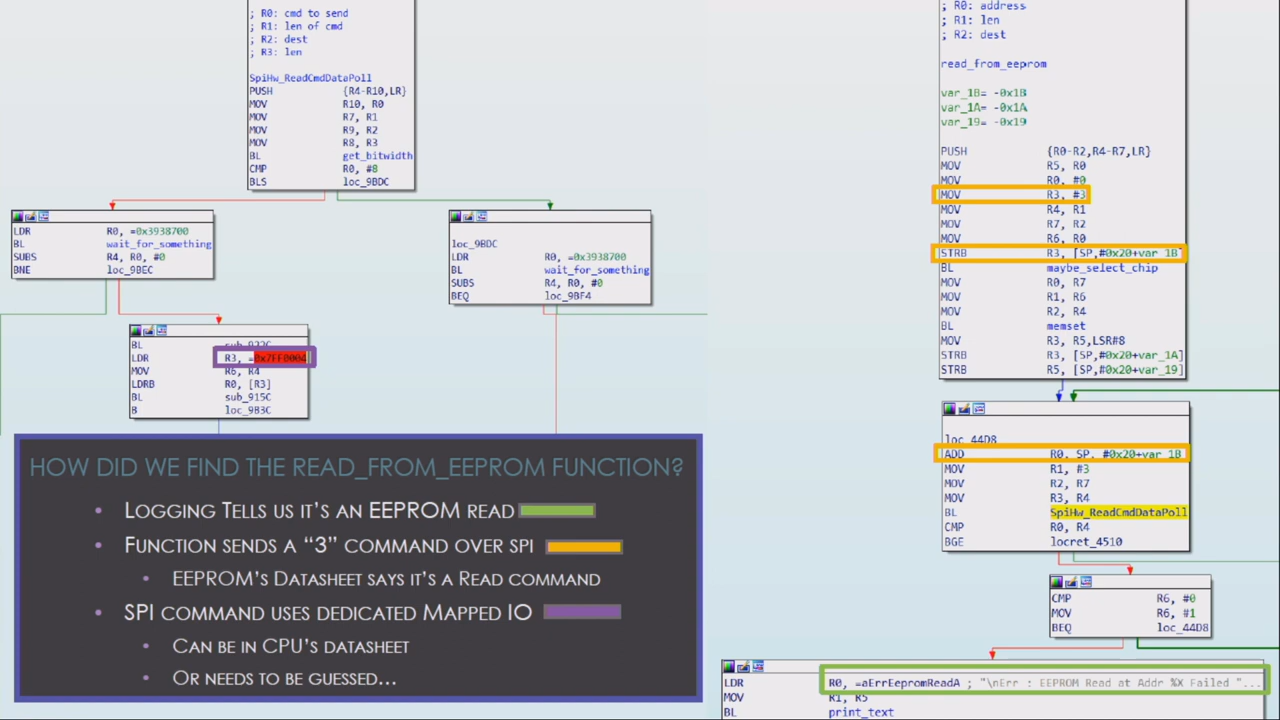 ; R0: cmd to send
; R1: len of cmd
; R2: dest
; R3: len
SpiHw_ReadCmdDataPoll
PUSH {R4-R10,LR}
MOV R10, R0
MOV R7, R1
MOV R9, R2
MOV R8, R3
BL get_bitwidth
CMP R0, #8
BLS loc_9BDC
LDR R0, =0x3938700
BL wait_for_something
SUBS R4, R0, #0
BNE loc_9BEC
loc_9BDC
LDR R0, =0x3938700
BL wait_for_something
SUBS R4, R0, #0
BEQ loc_9BF4
BL sub_922C
LDR R3, =0x7FF0004
MOV R6, R4
LDRB R0, [R3]
BL sub_915C
B loc_9B3C
HOW DID WE FIND THE READ_FROM_EEPROM FUNCTION?
• LOGGING TELLS US IT'S AN EEPROM READ
• FUNCTION SENDS A "3" COMMAND OVER SPI
• EEPROM'S DATASHEET SAYS IT'S A READ COMMAND
• SPI COMMAND USES DEDICATED MAPPED IO
• CAN BE IN CPU'S DATASHEET
• OR NEEDS TO BE GUESSED...
; R0: address
; R1: len
; R2: dest
read_from_eeprom
var_1B= -0x1B
var_1A= -0x1A
var_19= -0x19
PUSH {R0-R2,R4-R7,LR}
MOV R5, R0
MOV R0, #0
MOV R3, #3
MOV R4, R1
MOV R7, R2
MOV R6, R0
STRB R3, [SP,#0x20+var_1B]
BL maybe_select_chip
MOV R0, R7
MOV R1, R6
MOV R2, R4
BL memset
MOV R3, R5,LSR#8
STRB R3, [SP,#0x20+var_1A]
STRB R5, [SP,#0x20+var_19]
loc_44D8
ADD R0, SP, #0x20+var_1B
MOV R1, #3
MOV R2, R7
MOV R3, R4
BL SpiHw_ReadCmdDataPoll
CMP R0, R4
BGE locret_4510
CMP R6, #0
MOV R6, #1
BEQ loc_44D8
LDR R0, =aErrEepromReadA ; "\nErr : EEPROM Read at Addr %X Failed "...
MOV R1, R5
BL print_text